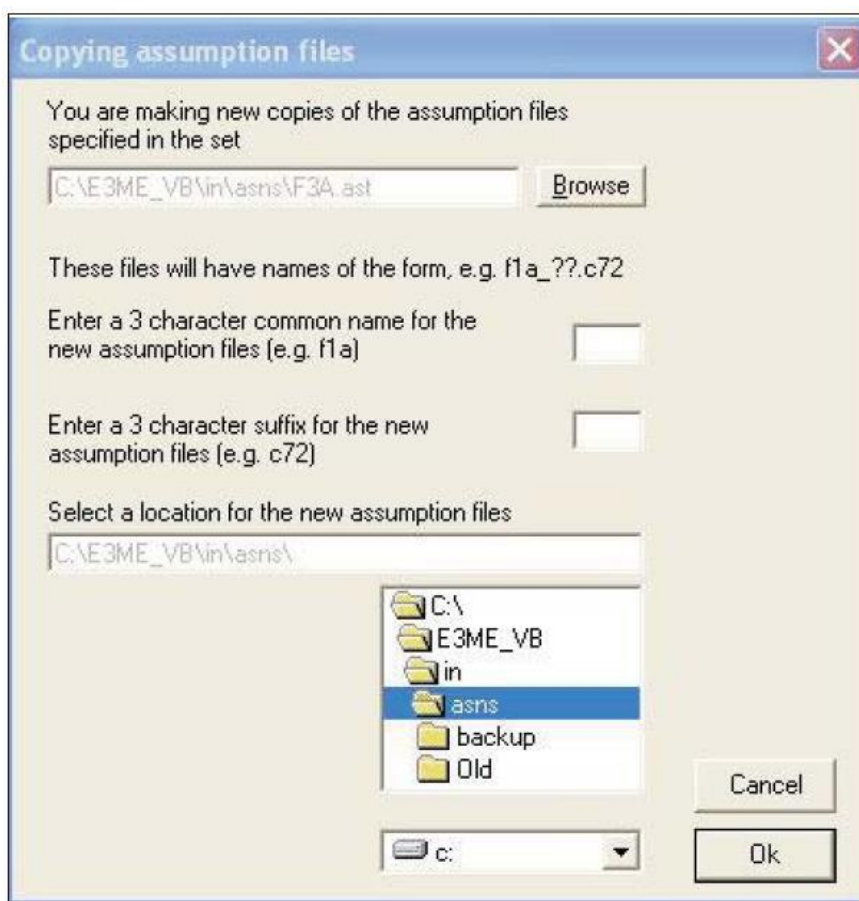 Copying assumption files
You are making new copies of the assumption files
specified in the set
C:\E3ME_VB\in\asns\F3A.ast
Browse
These files will have names of the form, e.g. f1a_??.c72
Enter a 3 character common name for the
new assumption files (e.g. f1a)
Enter a 3 character suffix for the new
assumption files (e.g. c72)
Select a location for the new assumption files
C:\E3ME_VB\in\asns\
C:\
E3ME_VB
in
asns
backup
Old
Cancel
c:
Ok